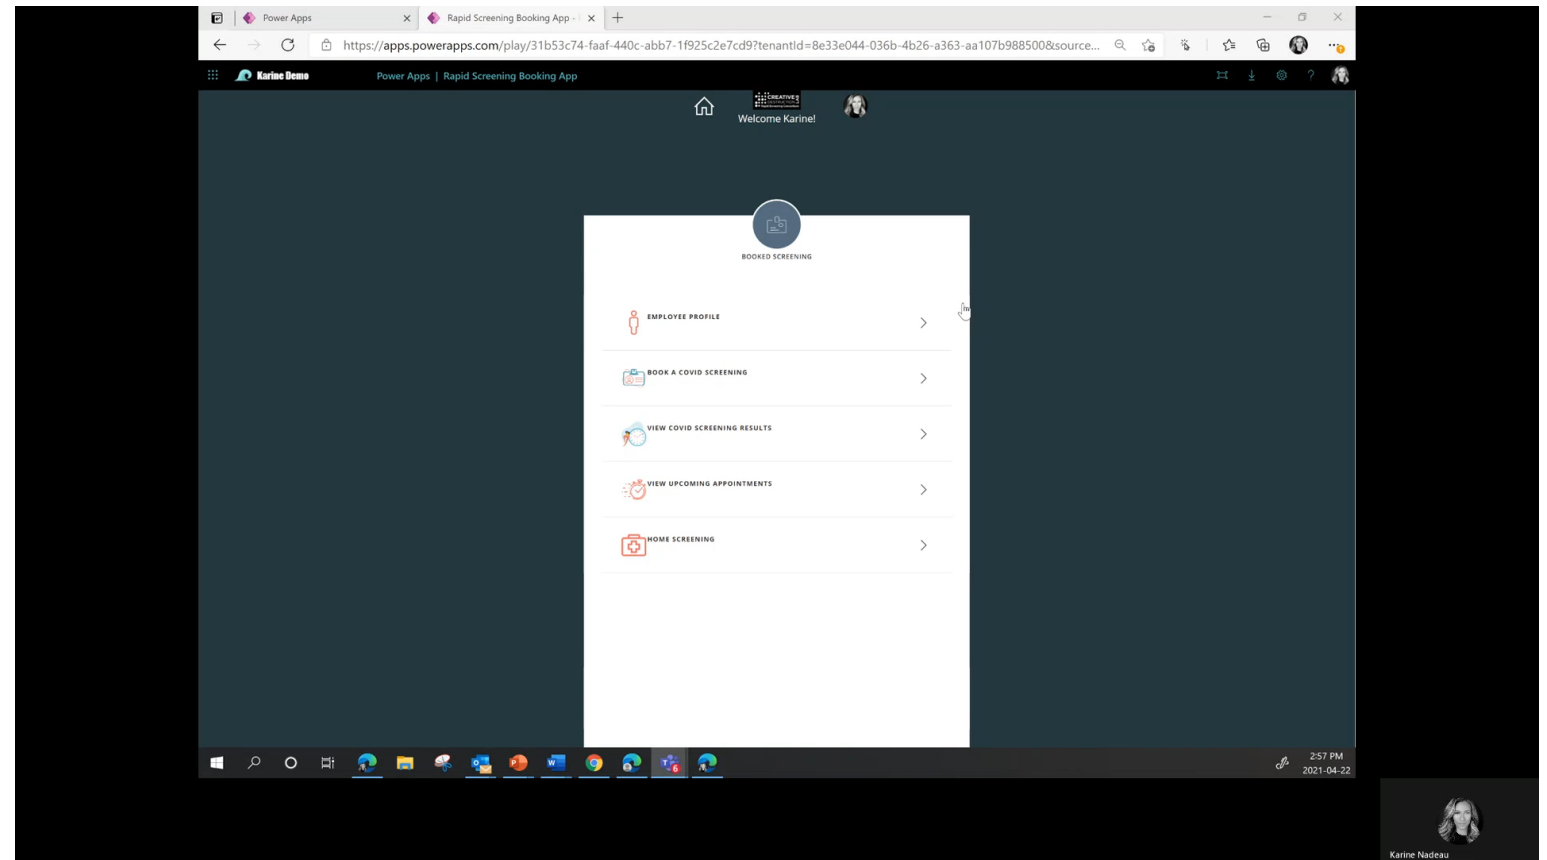 Power Apps
Rapid Screening Booking App -
https://apps.powerapps.com/play/31b53c74-faaf-440c-abb7-1f925c2e7cd9?tenantId=8e33e044-036b-4b26-a363-aa107b988500&source...
Karine Demo
Power Apps | Rapid Screening Booking App
CREATIVE
Welcome Karine!
BOOKED SCREENING
EMPLOYEE PROFILE
BOOK A COVID SCREENING
VIEW COVID SCREENING RESULTS
VIEW UPCOMING APPOINTMENTS
HOME SCREENING
6
2:57 PM
2021-04-22
Karine Nadeau